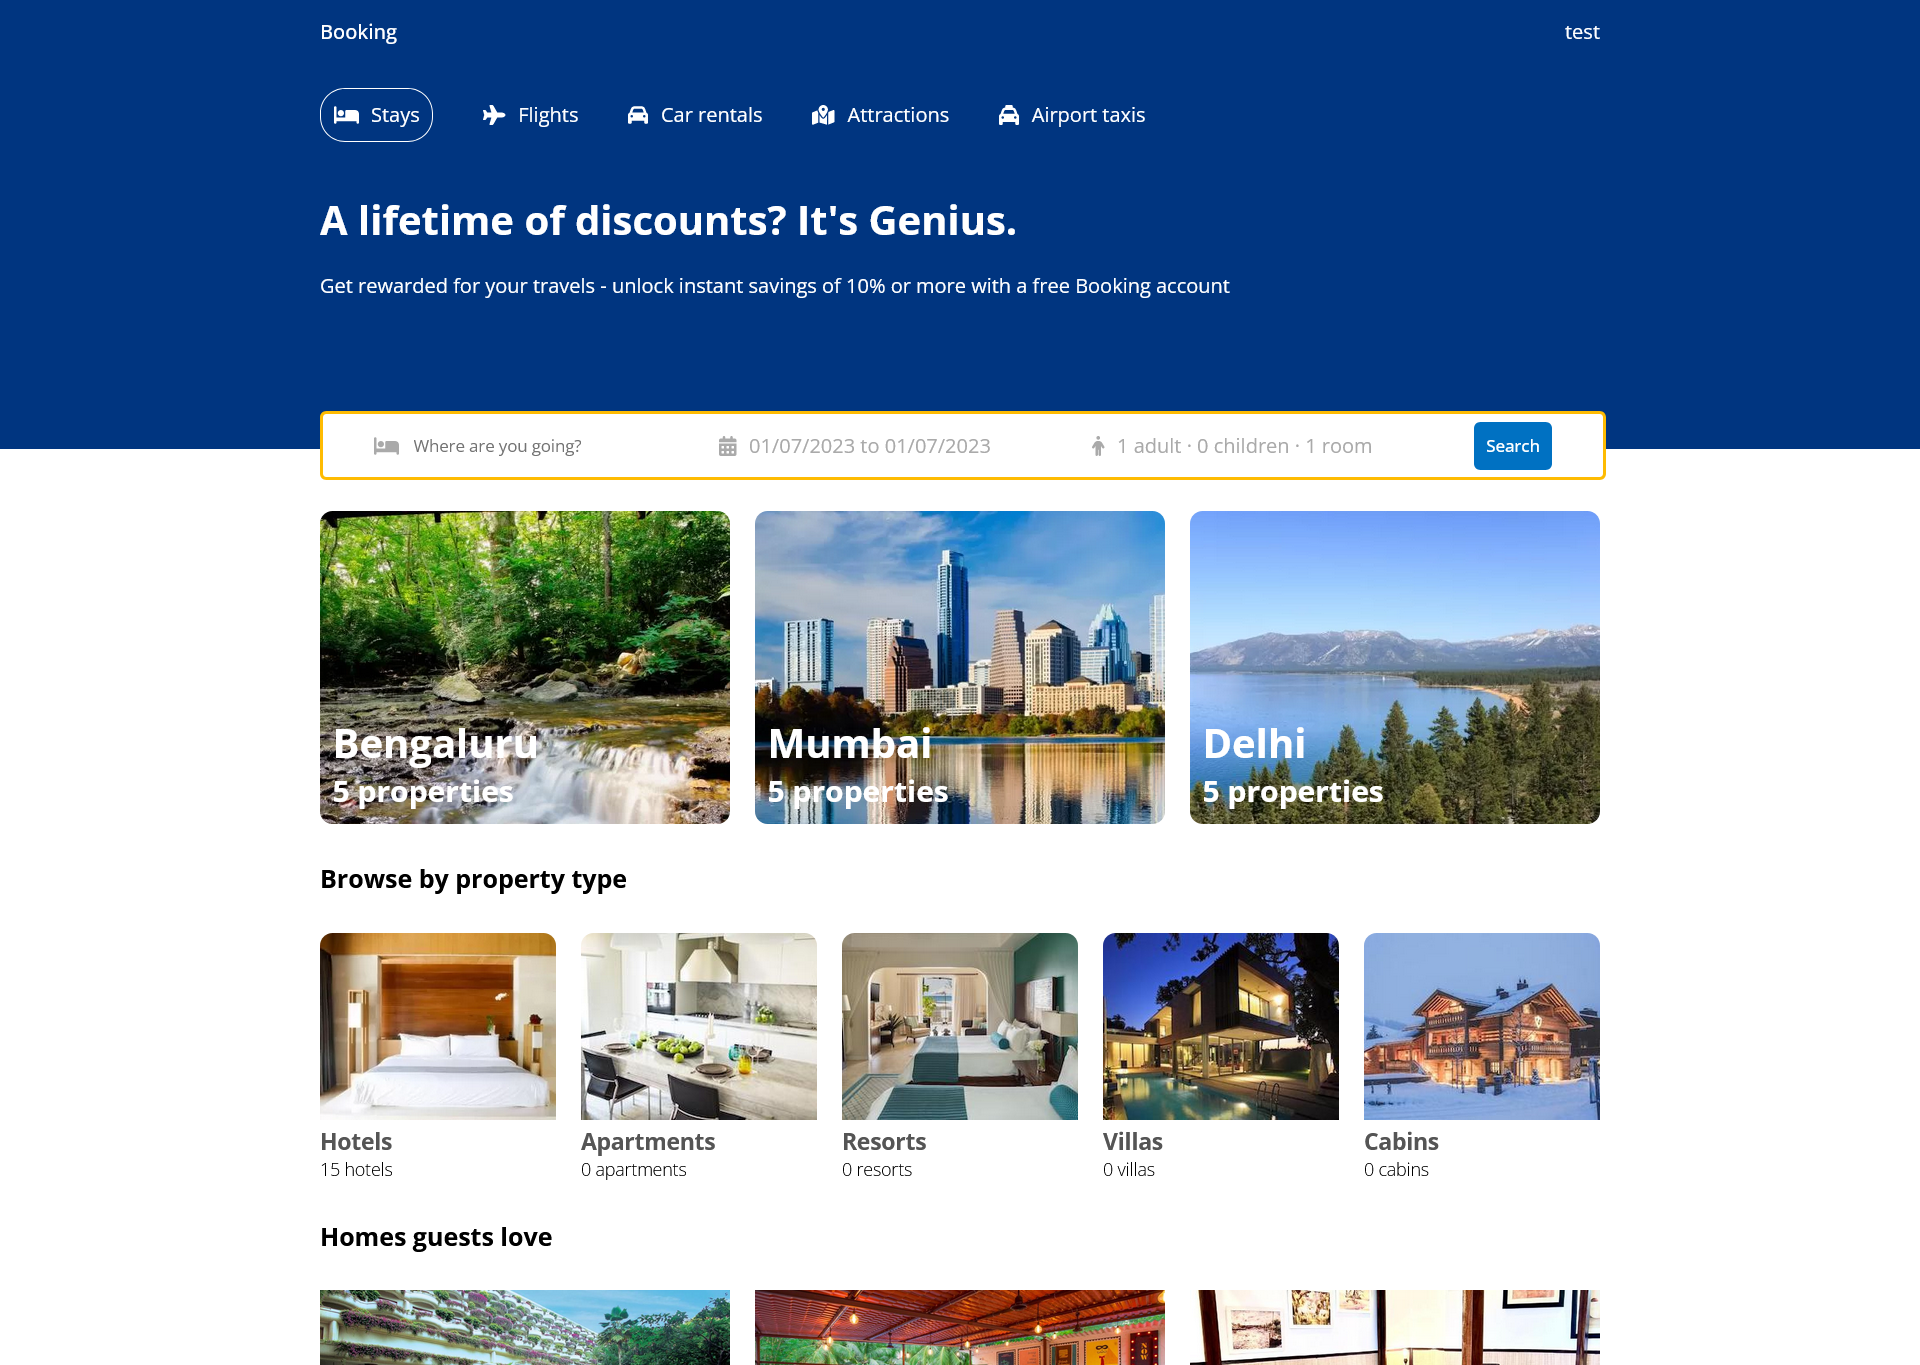 Booking
test
Stays
Flights
Car rentals
Attractions
Airport taxis
A lifetime of discounts? It's Genius.
Get rewarded for your travels - unlock instant savings of 10% or more with a free Booking account
Where are you going?
01/07/2023 to 01/07/2023
1 adult · 0 children · 1 room
Search
Bengaluru
5 properties
Mumbai
5 properties
Delhi
5 properties
Browse by property type
Hotels
15 hotels
Apartments
0 apartments
Resorts
0 resorts
Villas
0 villas
Cabins
0 cabins
Homes guests love